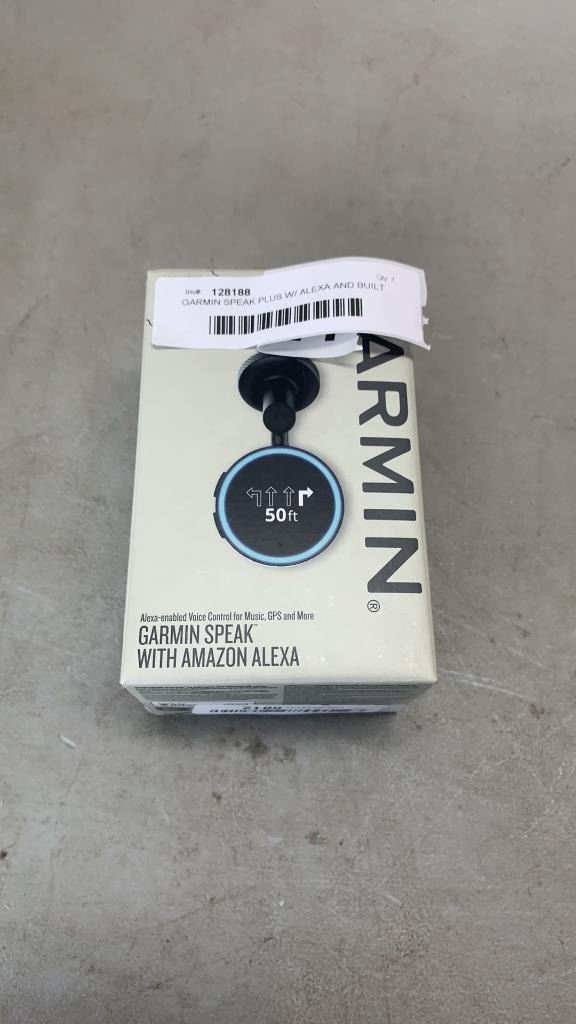 Inv# 128188 Qty 1
GARMIN SPEAK PLUS W/ ALEXA AND BUILT
ARMIN®
50ft
Alexa-enabled Voice Control for Music, GPS and More
GARMIN SPEAK™
WITH AMAZON ALEXA